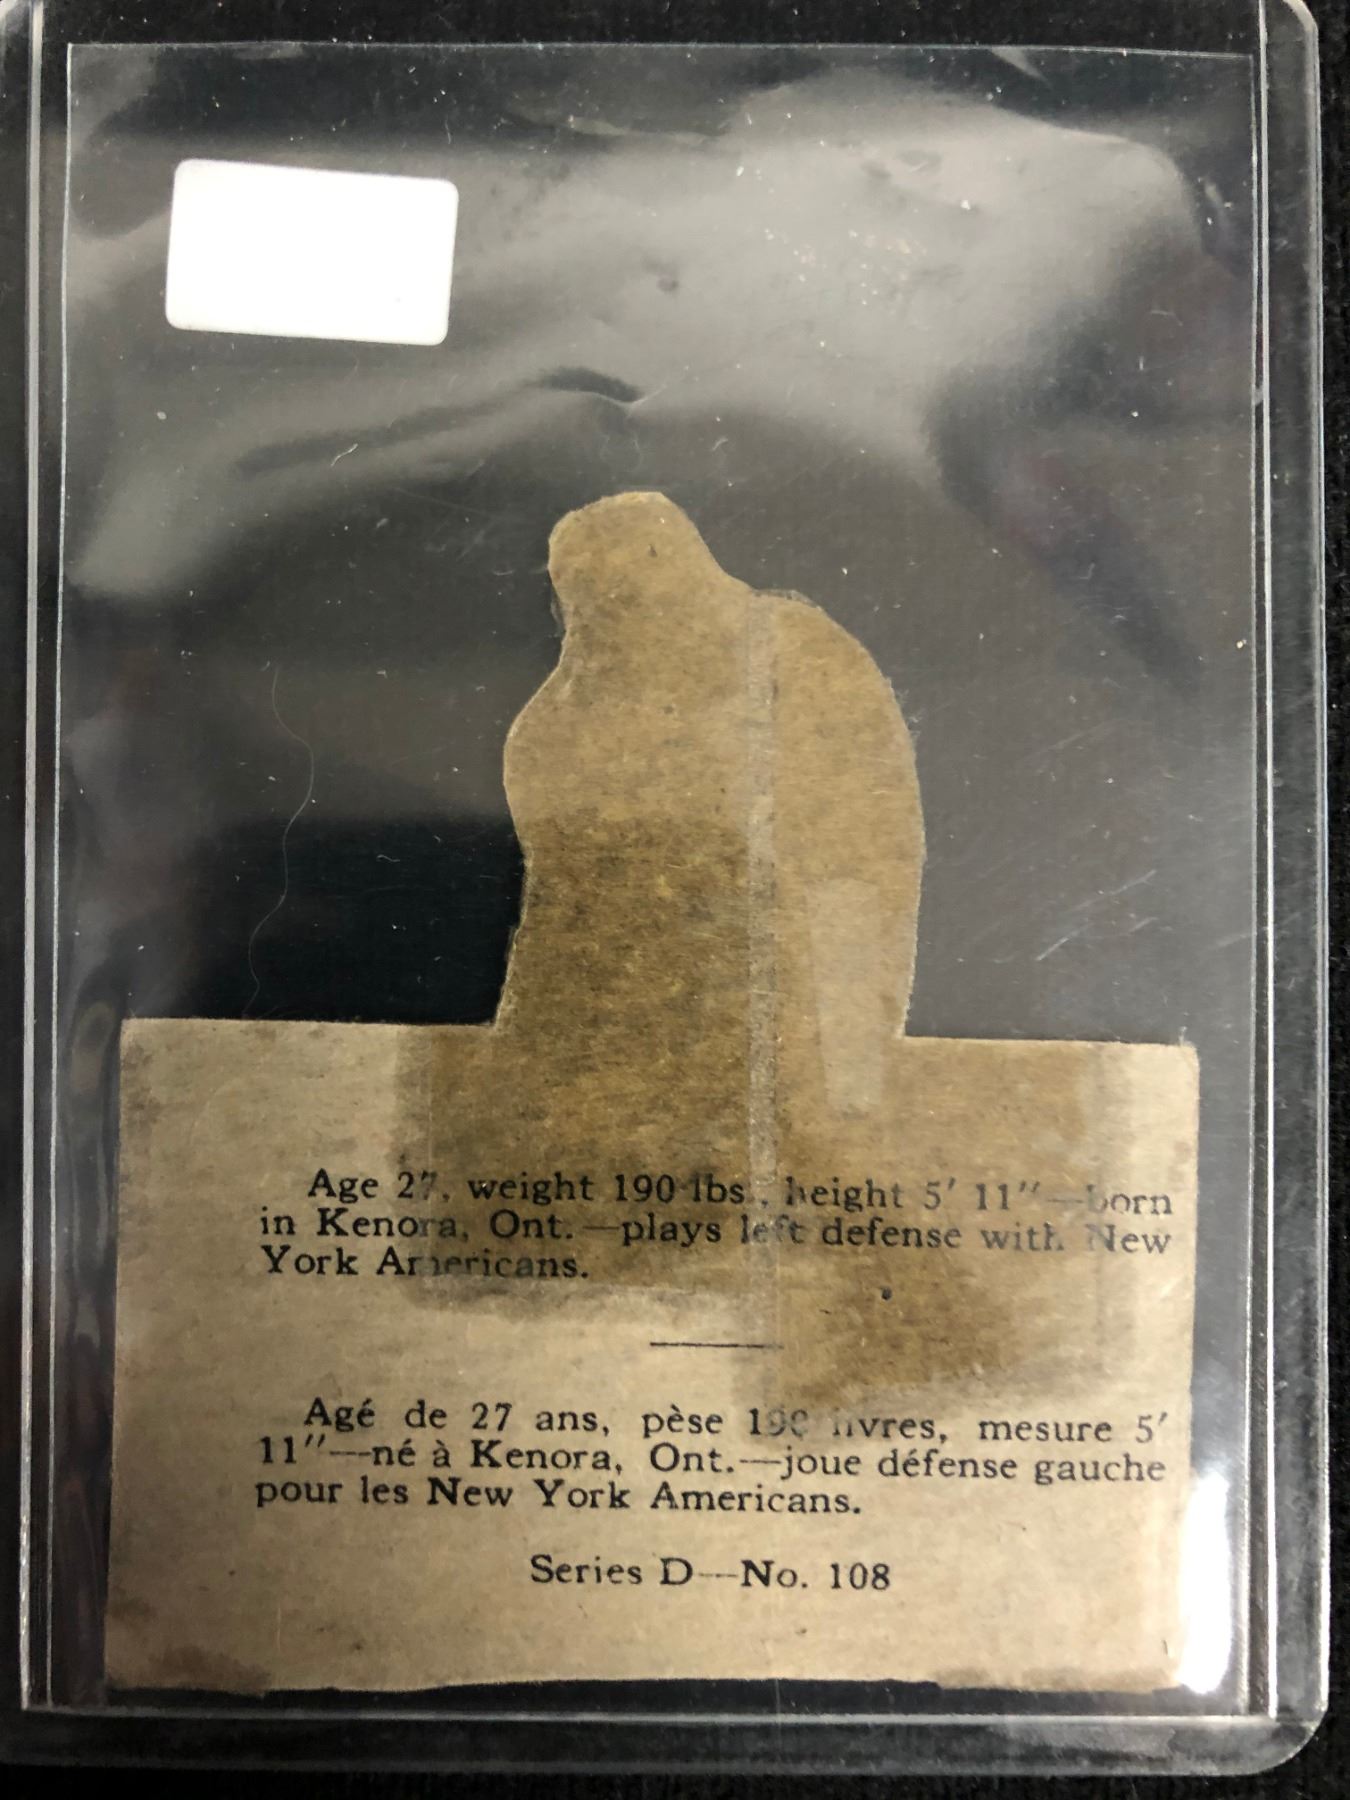 Age 27, weight 190 lbs., height 5' 11"—born
in Kenora, Ont.—plays left defense with New
York Americans.
Agé de 27 ans, pèse 190 livres, mesure 5'
11"—né à Kenora, Ont.—joue défense gauche
pour les New York Americans.
Series D—No. 108